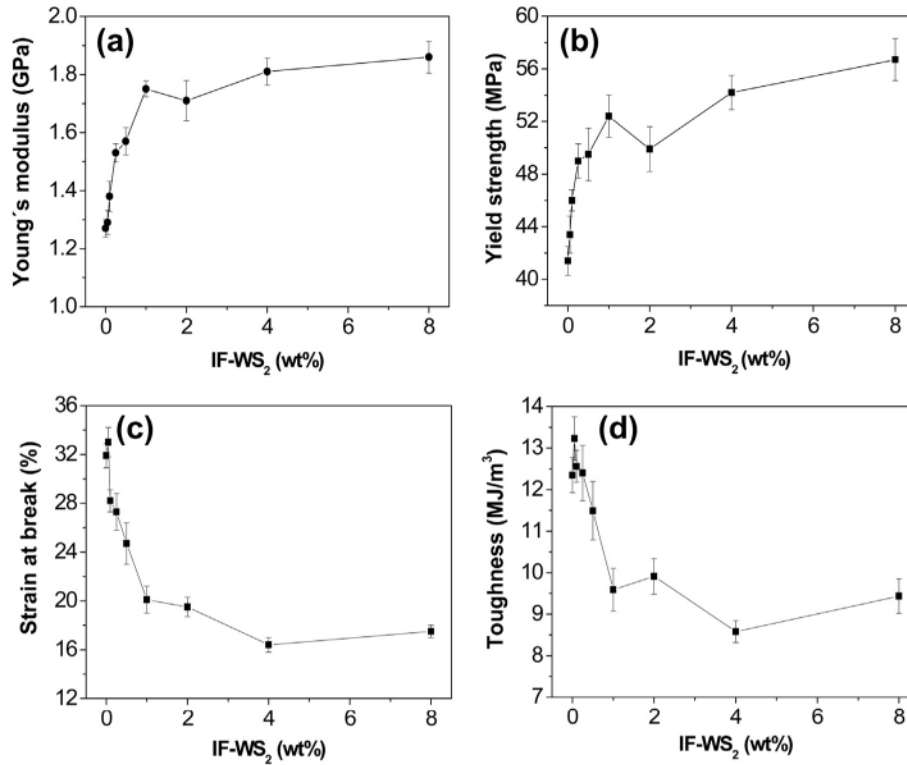 (a)
Young´s modulus (GPa)
2.0
1.8
1.6
1.4
1.2
1.0
0 2 4 6 8
IF-WS₂ (wt%)
(b)
Yield strength (MPa)
60
56
52
48
44
40
0 2 4 6 8
IF-WS₂ (wt%)
(c)
Strain at break (%)
36
32
28
24
20
16
12
0 2 4 6 8
IF-WS₂ (wt%)
(d)
Toughness (MJ/m³)
14
13
12
11
10
9
8
7
0 2 4 6 8
IF-WS₂ (wt%)